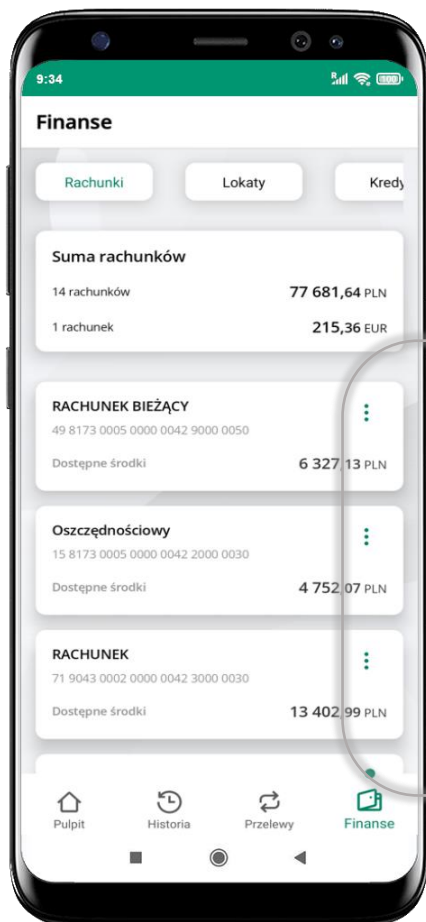 9:34
R
100
Finanse
Rachunki Lokaty Kredy
Suma rachunków
14 rachunków 77 681,64 PLN
1 rachunek 215,36 EUR
RACHUNEK BIEŻĄCY
49 8173 0005 0000 0042 9000 0050
Dostępne środki 6 327,13 PLN
Oszczędnościowy
15 8173 0005 0000 0042 2000 0030
Dostępne środki 4 752,07 PLN
RACHUNEK
71 9043 0002 0000 0042 3000 0030
Dostępne środki 13 402,99 PLN
Pulpit Historia Przelewy Finanse